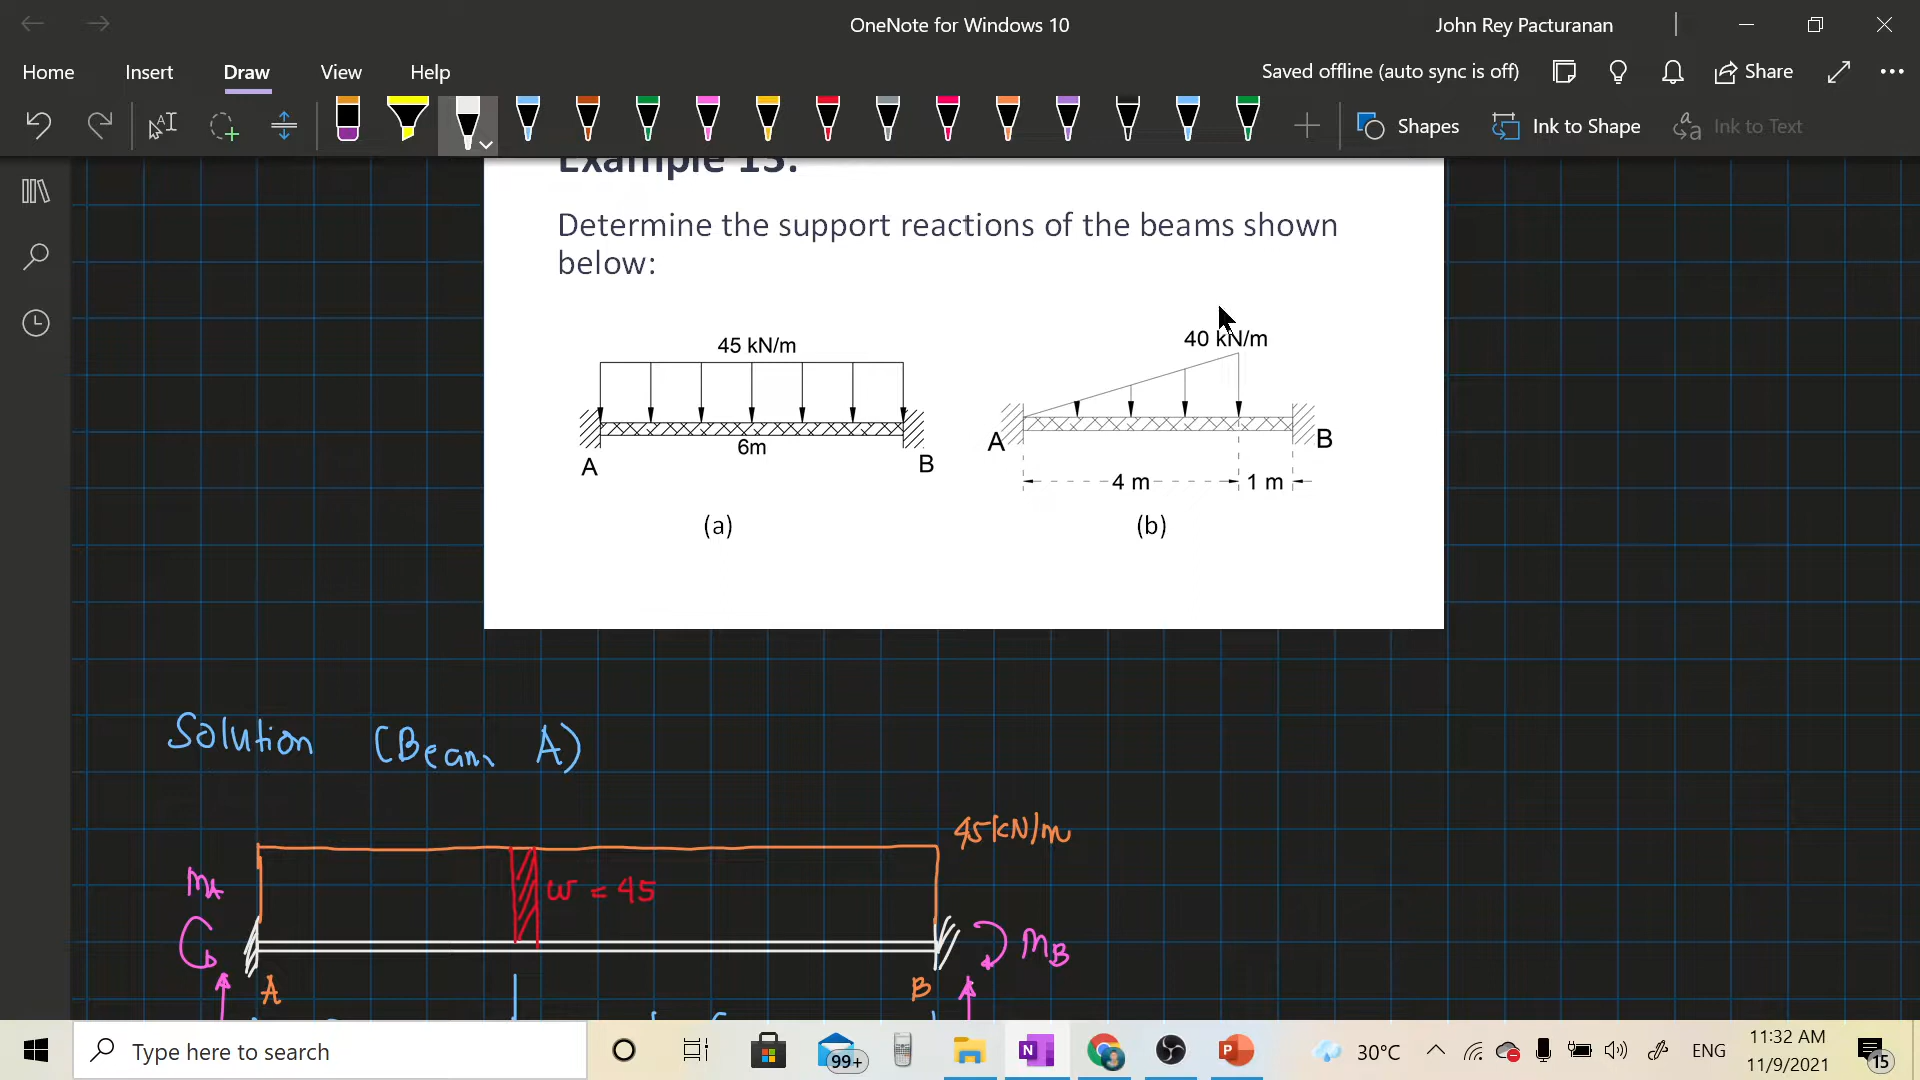 OneNote for Windows 10
John Rey Pacturanan
Home Insert Draw View Help
Saved offline (auto sync is off)
Share
Shapes
Ink to Shape
Ink to Text
Example 13:
Determine the support reactions of the beams shown
below:
45 kN/m
6m
A
B
(a)
40 kN/m
A
B
4 m
1 m
(b)
Solution (Beam A)
45kN/m
MA
w = 45
MB
A
B
Type here to search
99+
30°C
ENG
11:32 AM
11/9/2021
15